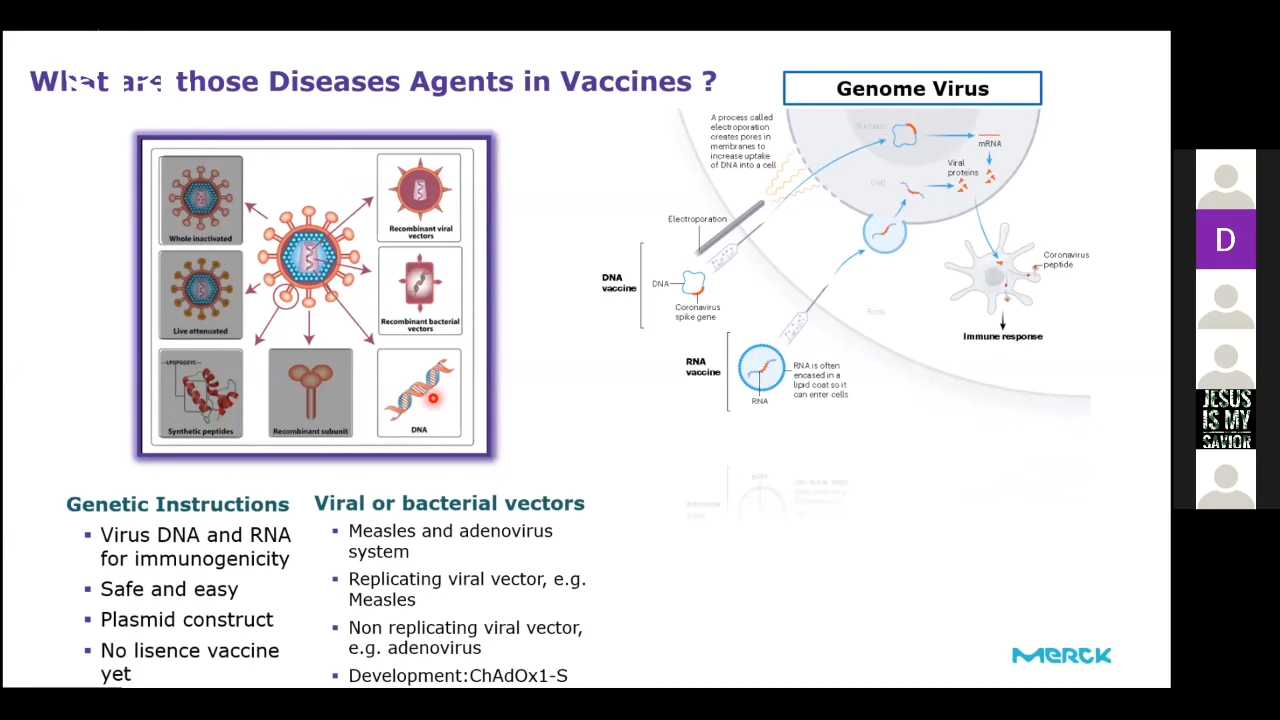 What are those Diseases Agents in Vaccines ?
Genome Virus
Whole inactivated
Live attenuated
LPQPGGSYC
Synthetic peptides
Recombinant subunit
Recombinant viral
vectors
Recombinant bacterial
vectors
DNA
A process called
electroporation
creates pores in
membranes to
increase uptake
of DNA into a cell
Nucleus
mRNA
Viral
proteins
Cell
Electroporation
DNA
vaccine
DNA
Coronavirus
spike gene
Coronavirus
peptide
Body
Immune response
RNA
vaccine
RNA is often
encased in a
lipid coat so it
can enter cells
RNA
Genetic Instructions
▪ Virus DNA and RNA
for immunogenicity
▪ Safe and easy
▪ Plasmid construct
▪ No lisence vaccine
yet
Viral or bacterial vectors
▪ Measles and adenovirus
system
▪ Replicating viral vector, e.g.
Measles
▪ Non replicating viral vector,
e.g. adenovirus
▪ Development:ChAdOx1-S
MERCK
D
JESUS
IS MY
SAVIOR